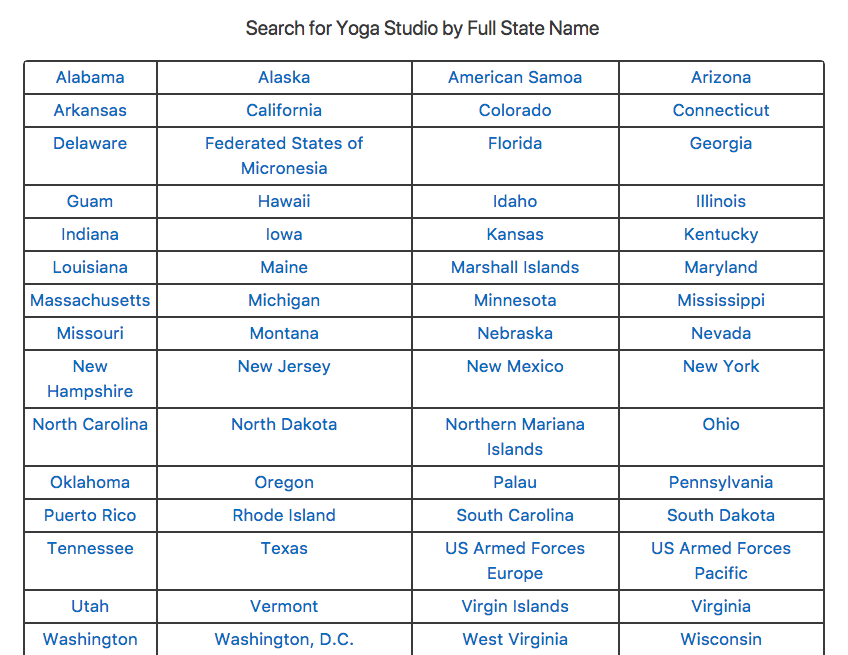 Search for Yoga Studio by Full State Name
Alabama Alaska American Samoa Arizona
Arkansas California Colorado Connecticut
Delaware Federated States of Florida Georgia
Micronesia
Guam Hawaii Idaho Illinois
Indiana Iowa Kansas Kentucky
Louisiana Maine Marshall Islands Maryland
Massachusetts Michigan Minnesota Mississippi
Missouri Montana Nebraska Nevada
New New Jersey New Mexico New York
Hampshire
North Carolina North Dakota Northern Mariana Ohio
Islands
Oklahoma Oregon Palau Pennsylvania
Puerto Rico Rhode Island South Carolina South Dakota
Tennessee Texas US Armed Forces US Armed Forces
Europe Pacific
Utah Vermont Virgin Islands Virginia
Washington Washington, D.C. West Virginia Wisconsin